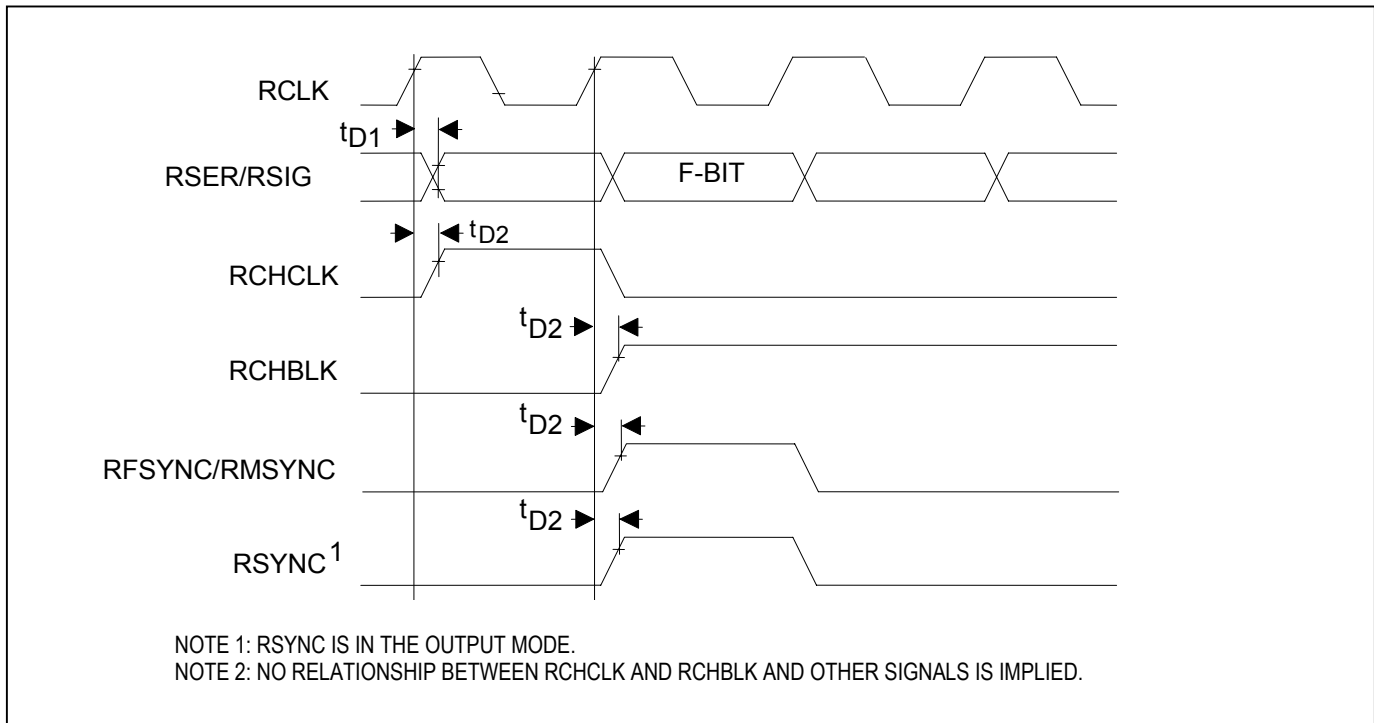 RCLK
tD1
RSER/RSIG
F-BIT
tD2
RCHCLK
tD2
RCHBLK
tD2
RFSYNC/RMSYNC
tD2
RSYNC1
NOTE 1: RSYNC IS IN THE OUTPUT MODE.
NOTE 2: NO RELATIONSHIP BETWEEN RCHCLK AND RCHBLK AND OTHER SIGNALS IS IMPLIED.